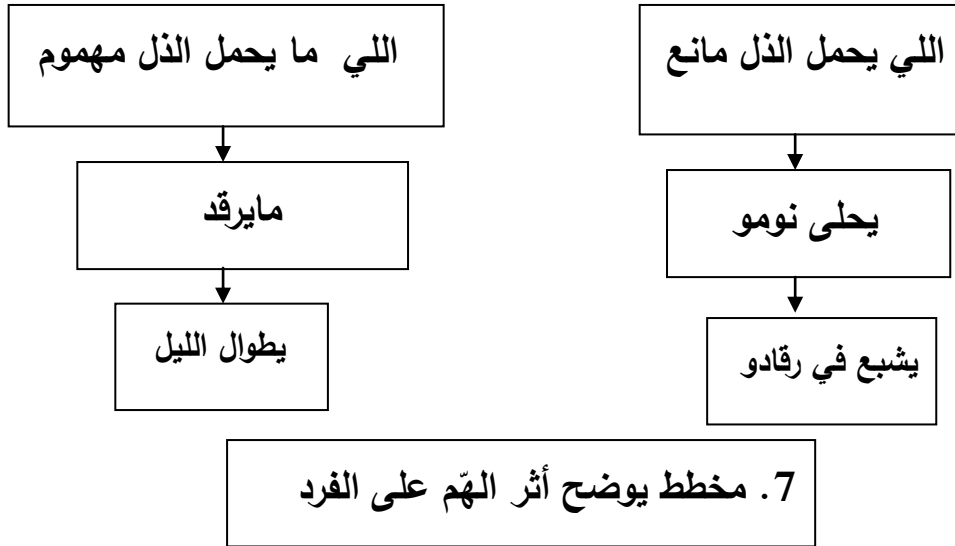 اللي يحمل الذل مانع
يحلى نومو
يشبع في رقادو
اللي ما يحمل الذل مهموم
مايرقد
يطوال الليل
7. مخطط يوضح أثر الهّم على الفرد